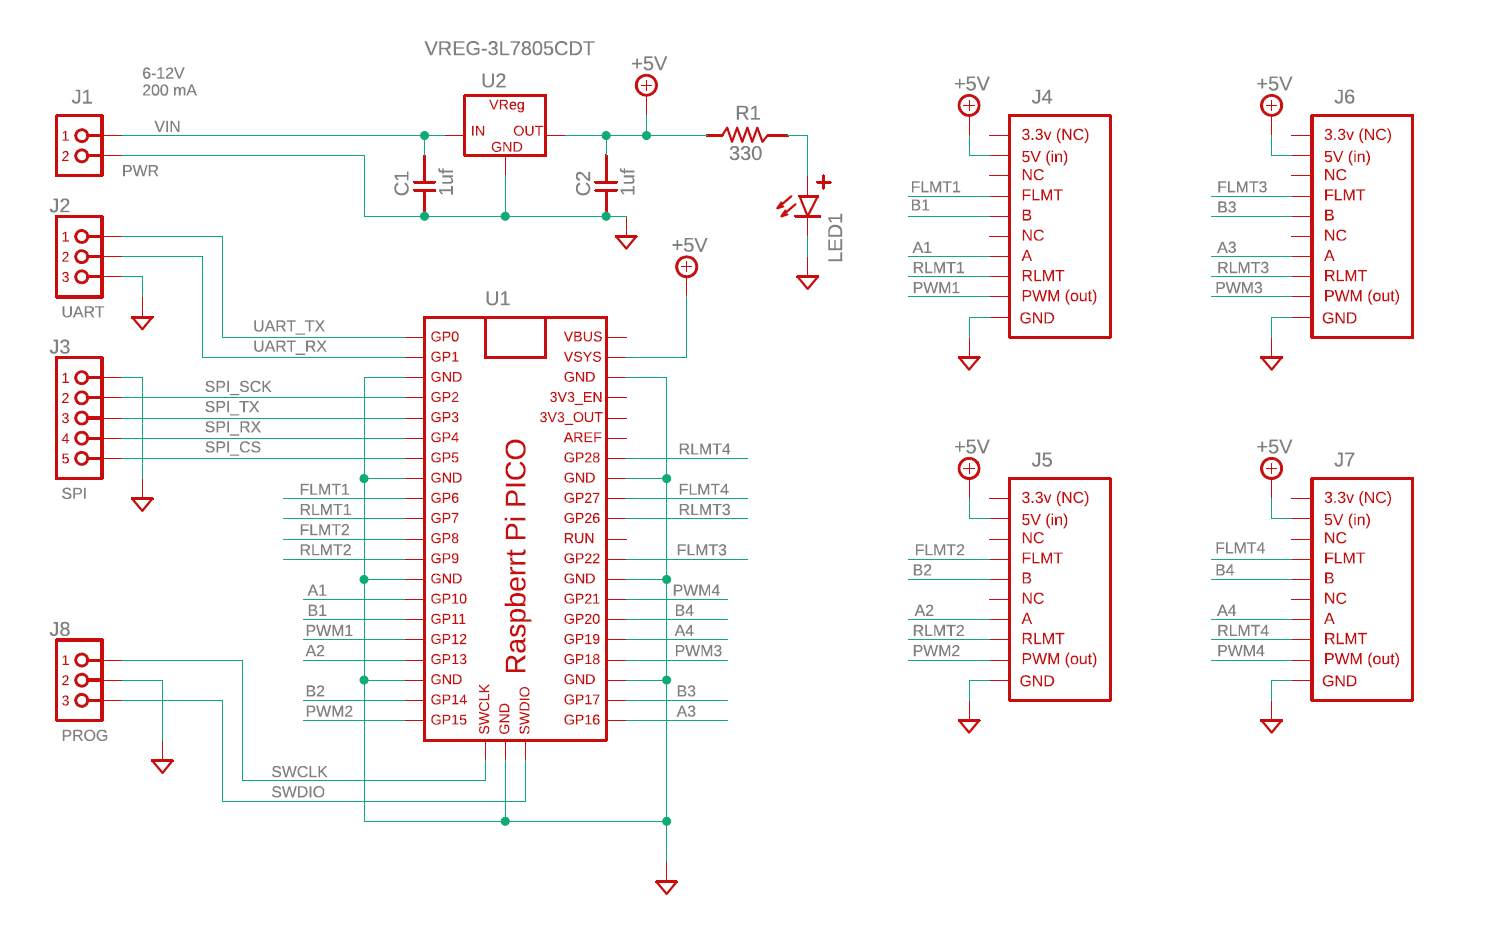 VREG-3L7805CDT
6-12V
200 mA
J1
1
2
VIN
PWR
U2
VReg
IN
OUT
GND
C1
1uf
C2
1uf
+5V
R1
330
+
LED1
J2
1
2
3
UART
UART_TX
UART_RX
J3
1
2
3
4
5
SPI
SPI_SCK
SPI_TX
SPI_RX
SPI_CS
J8
1
2
3
PROG
SWCLK
SWDIO
+5V
U1
Raspberrt Pi PICO
GP0
GP1
GND
GP2
GP3
GP4
GP5
GND
FLMT1 GP6
RLMT1 GP7
FLMT2 GP8
RLMT2 GP9
GND
A1 GP10
B1 GP11
PWM1 GP12
A2 GP13
GND
B2 GP14
PWM2 GP15
SWCLK
GND
SWDIO
VBUS
VSYS
GND
3V3_EN
3V3_OUT
AREF
GP28 RLMT4
GND
GP27 FLMT4
GP26 RLMT3
RUN
GP22 FLMT3
GND
GP21 PWM4
GP20 B4
GP19 A4
GP18 PWM3
GND
GP17 B3
GP16 A3
+5V
J4
3.3v (NC)
5V (in)
NC
FLMT1 FLMT
B1 B
NC
A1 A
RLMT1 RLMT
PWM1 PWM (out)
GND
+5V
J6
3.3v (NC)
5V (in)
NC
FLMT3 FLMT
B3 B
NC
A3 A
RLMT3 RLMT
PWM3 PWM (out)
GND
+5V
J5
3.3v (NC)
5V (in)
NC
FLMT2 FLMT
B2 B
NC
A2 A
RLMT2 RLMT
PWM2 PWM (out)
GND
+5V
J7
3.3v (NC)
5V (in)
NC
FLMT4 FLMT
B4 B
NC
A4 A
RLMT4 RLMT
PWM4 PWM (out)
GND